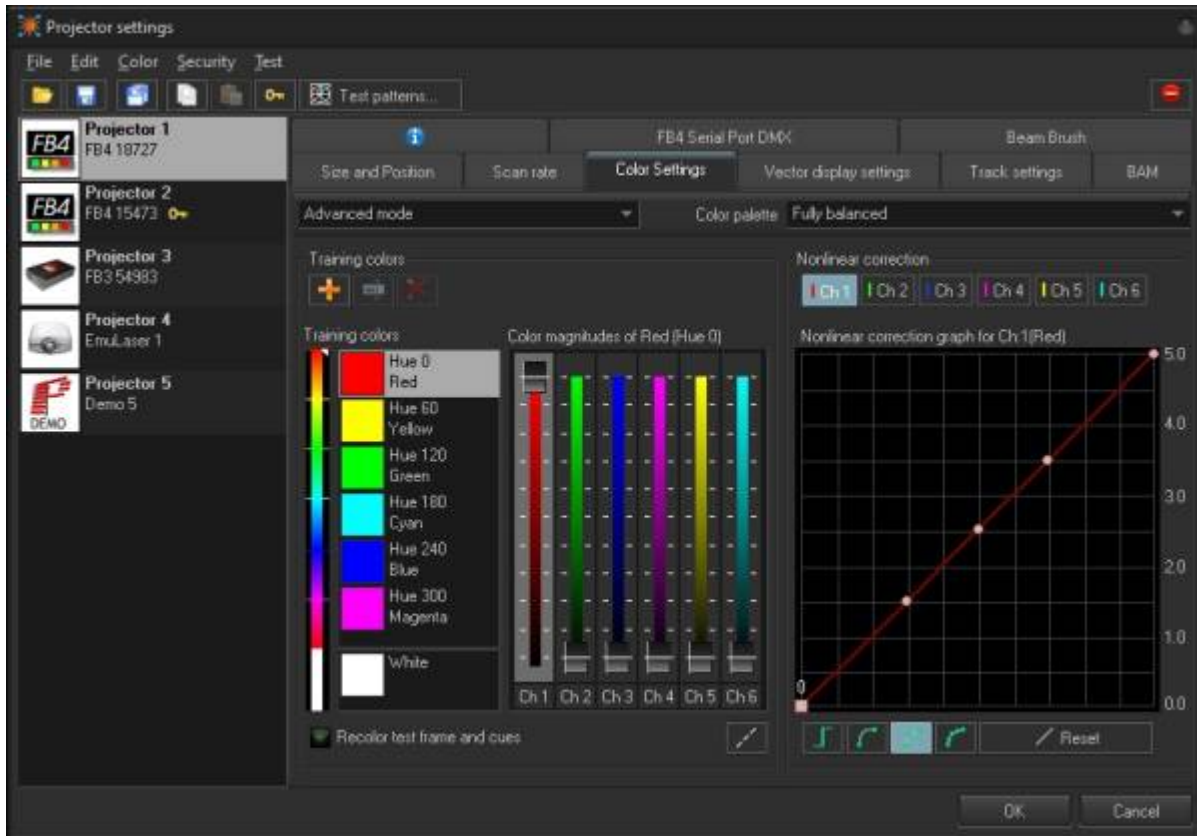 Projector settings
File Edit Color Security Test
Test patterns...
FB4
Projector 1
FB4 18727
FB4
Projector 2
FB4 15473
Projector 3
FB3 54983
Projector 4
EmuLaser 1
DEMO
Projector 5
Demo 5
FB4 Serial Port DMX Beam Brush
Size and Position Scan rate Color Settings Vector display settings Track settings BAM
Advanced mode Color palette Fully balanced
Training colors
Training colors
Hue 0
Red
Hue 60
Yellow
Hue 120
Green
Hue 180
Cyan
Hue 240
Blue
Hue 300
Magenta
White
Color magnitudes of Red (Hue 0)
Ch 1 Ch 2 Ch 3 Ch 4 Ch 5 Ch 6
Recolor test frame and cues
Nonlinear correction
Ch 1 Ch 2 Ch 3 Ch 4 Ch 5 Ch 6
Nonlinear correction graph for Ch 1(Red)
5.0
4.0
3.0
2.0
1.0
0
0.0
Reset
OK Cancel